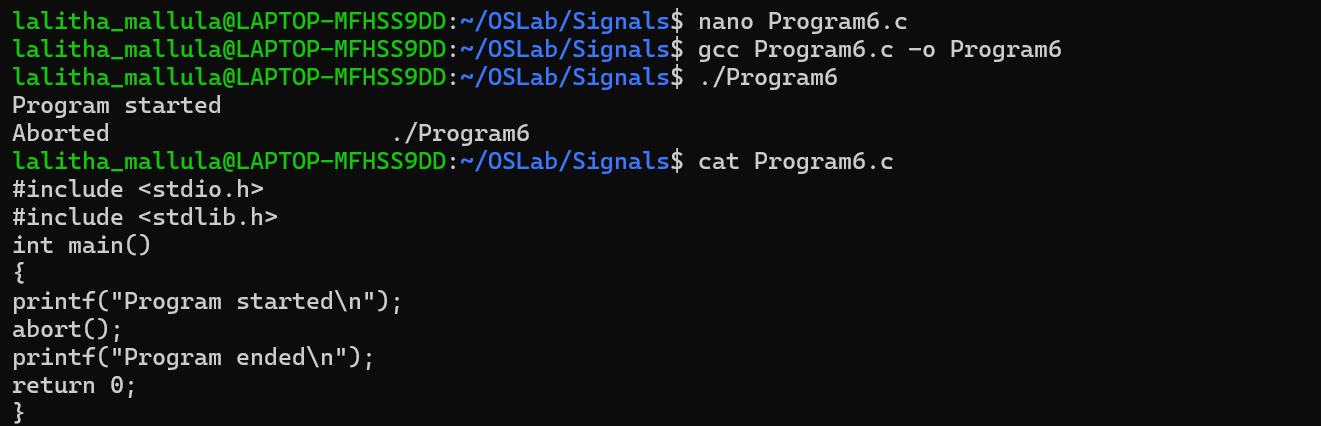 lalitha_mallula@LAPTOP-MFHSS9DD:~/OSLab/Signals$ nano Program6.c
lalitha_mallula@LAPTOP-MFHSS9DD:~/OSLab/Signals$ gcc Program6.c -o Program6
lalitha_mallula@LAPTOP-MFHSS9DD:~/OSLab/Signals$ ./Program6
Program started
Aborted                    ./Program6
lalitha_mallula@LAPTOP-MFHSS9DD:~/OSLab/Signals$ cat Program6.c
#include <stdio.h>
#include <stdlib.h>
int main()
{
printf("Program started\n");
abort();
printf("Program ended\n");
return 0;
}